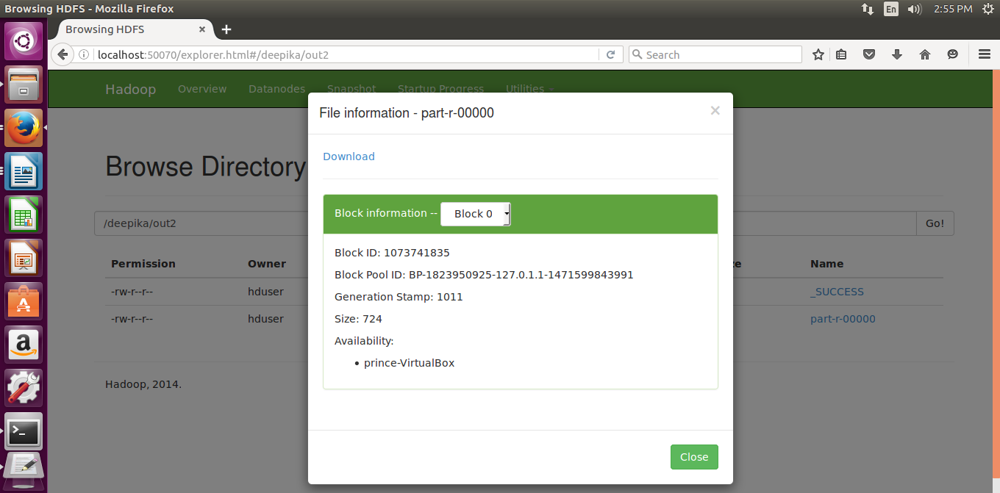 Browsing HDFS - Mozilla Firefox
En
2:55 PM
Browsing HDFS
localhost:50070/explorer.html#/deepika/out2
Search
Hadoop Overview Datanodes Snapshot Startup Progress Utilities
File information - part-r-00000
Download
Browse Directory
Block information -- Block 0
/deepika/out2
Go!
Block ID: 1073741835
Permission Owner ze Name
Block Pool ID: BP-1823950925-127.0.1.1-1471599843991
-rw-r--r-- hduser _SUCCESS
Generation Stamp: 1011
-rw-r--r-- hduser part-r-00000
Size: 724
Availability:
prince-VirtualBox
Hadoop, 2014.
Close